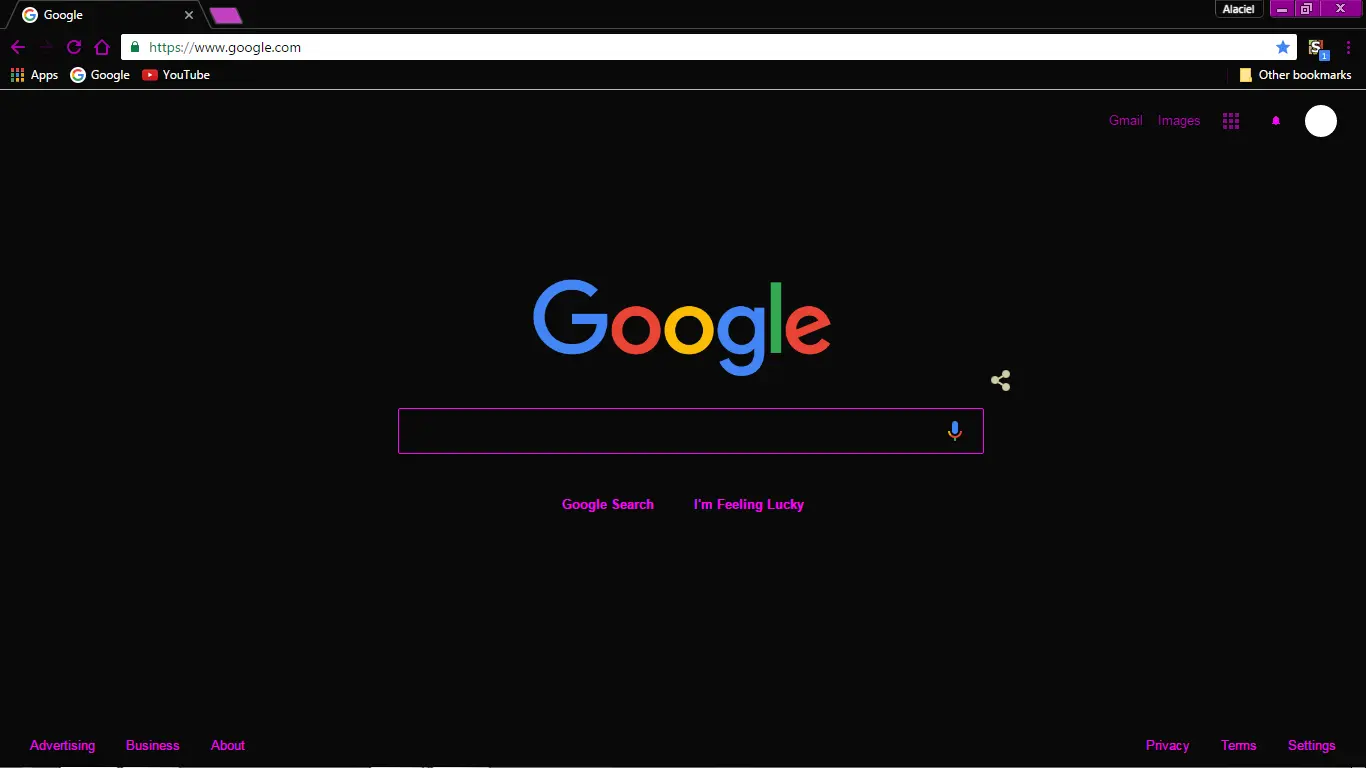 Google
Alaciel
https://www.google.com
S
1
Apps Google YouTube Other bookmarks
Gmail Images
Google
Google Search I'm Feeling Lucky
Advertising Business About Privacy Terms Settings